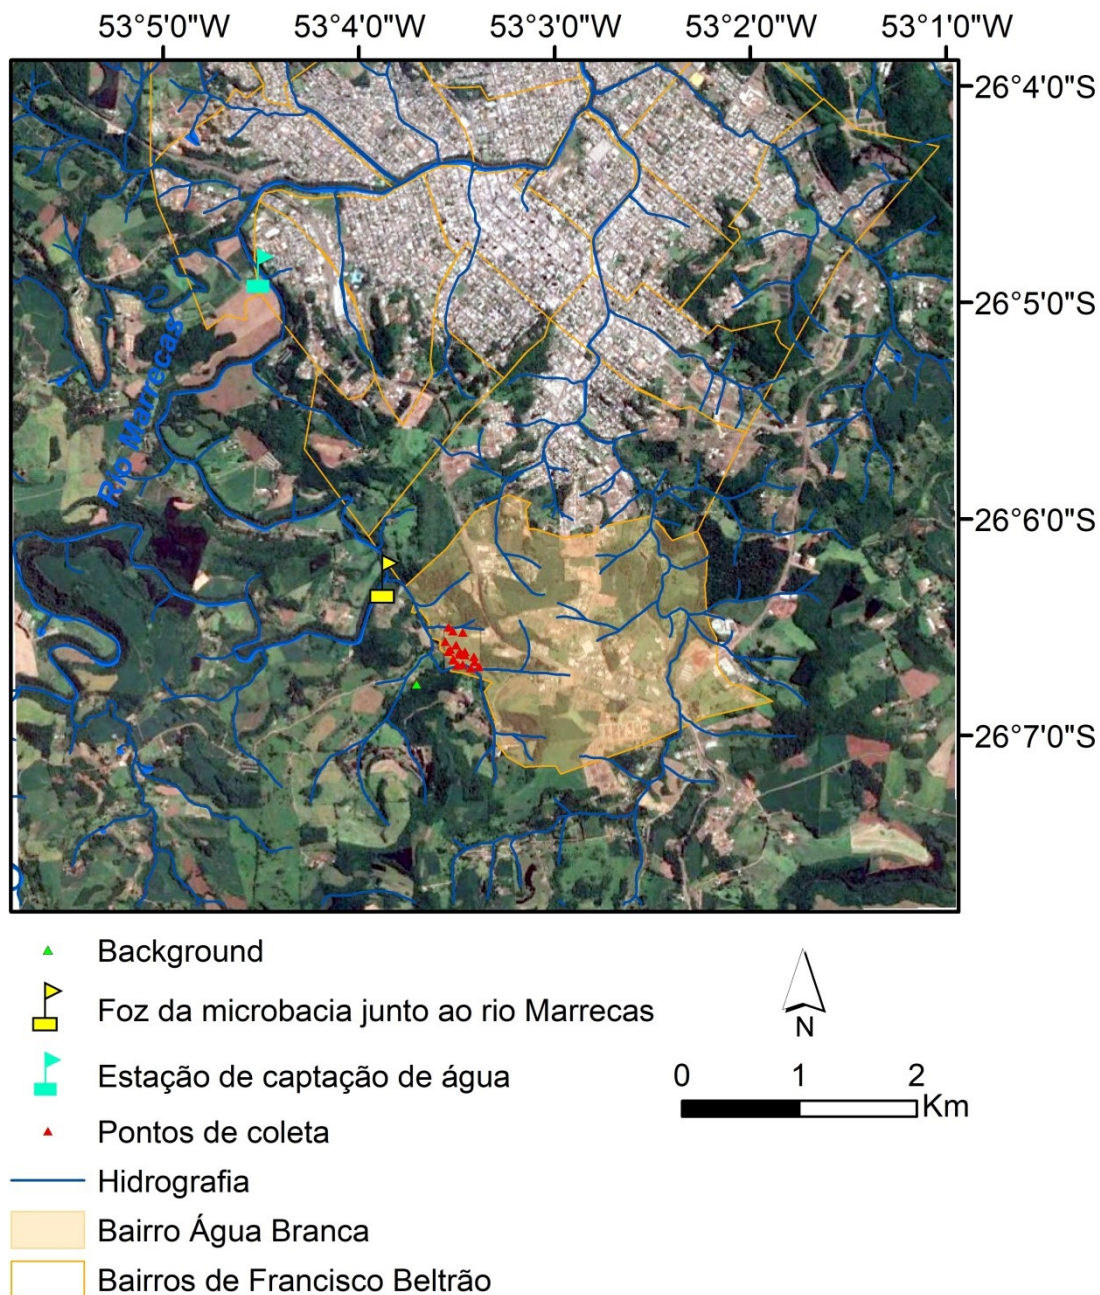 53°5'0"W 53°4'0"W 53°3'0"W 53°2'0"W 53°1'0"W
26°4'0"S
26°5'0"S
Rio Marrecas
26°6'0"S
26°7'0"S
Background
Foz da microbacia junto ao rio Marrecas
N
Estação de captação de água
0 1 2
Km
Pontos de coleta
Hidrografia
Bairro Água Branca
Bairros de Francisco Beltrão